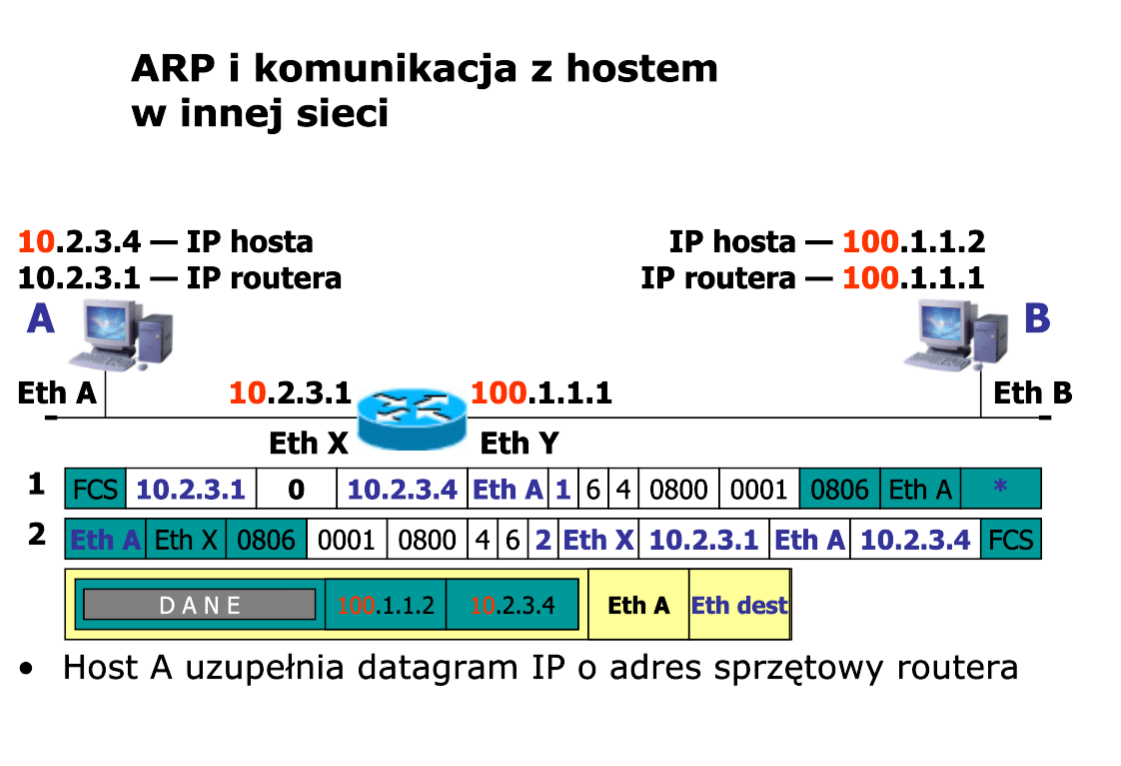 ARP i komunikacja z hostem
w innej sieci
10.2.3.4 — IP hosta
10.2.3.1 — IP routera
IP hosta — 100.1.1.2
IP routera — 100.1.1.1
A
B
Eth A
10.2.3.1
100.1.1.1
Eth B
Eth X
Eth Y
1 FCS 10.2.3.1 0 10.2.3.4 Eth A 1 6 4 0800 0001 0806 Eth A *
2 Eth A Eth X 0806 0001 0800 4 6 2 Eth X 10.2.3.1 Eth A 10.2.3.4 FCS
D A N E 100.1.1.2 10.2.3.4 Eth A Eth dest
• Host A uzupełnia datagram IP o adres sprzętowy routera